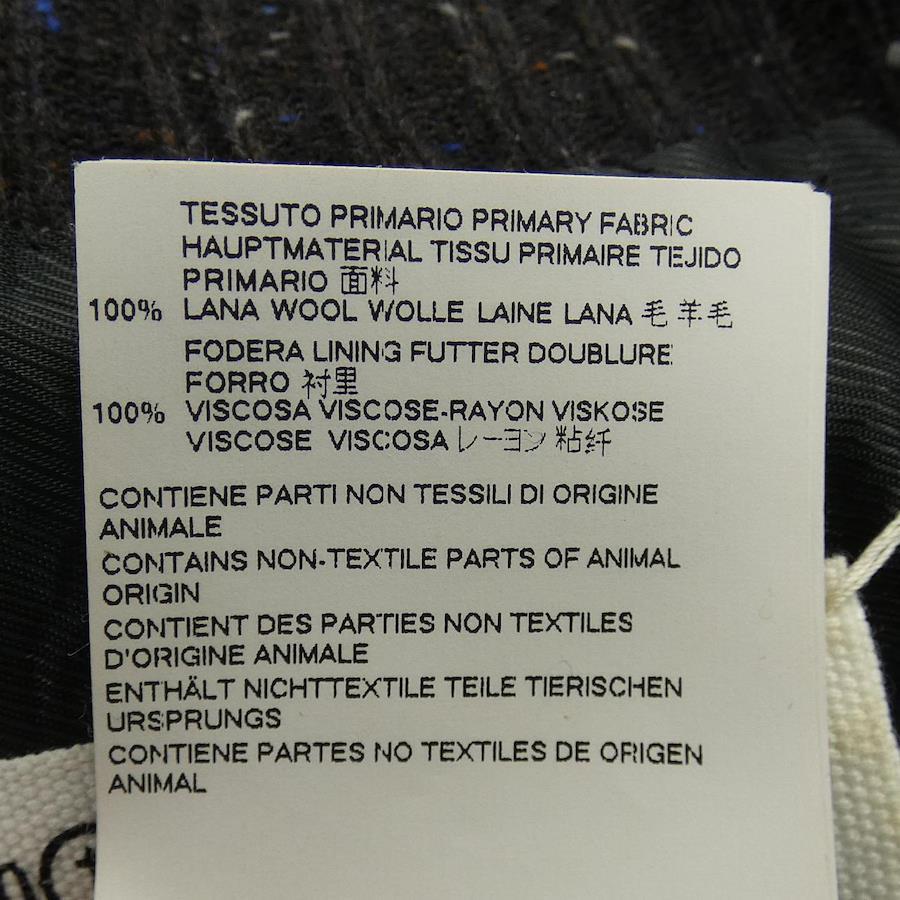 TESSUTO PRIMARIO PRIMARY FABRIC
HAUPTMATERIAL TISSU PRIMAIRE TEJIDO
PRIMARIO 面料
100% LANA WOOL WOLLE LAINE LANA 毛 羊毛
FODERA LINING FUTTER DOUBLURE
FORRO 衬里
100% VISCOSA VISCOSE-RAYON VISKOSE
VISCOSE VISCOSA レーヨン 粘纤
CONTIENE PARTI NON TESSILI DI ORIGINE
ANIMALE
CONTAINS NON-TEXTILE PARTS OF ANIMAL
ORIGIN
CONTIENT DES PARTIES NON TEXTILES
D'ORIGINE ANIMALE
ENTHÄLT NICHTTEXTILE TEILE TIERISCHEN
URSPRUNGS
CONTIENE PARTES NO TEXTILES DE ORIGEN
ANIMAL